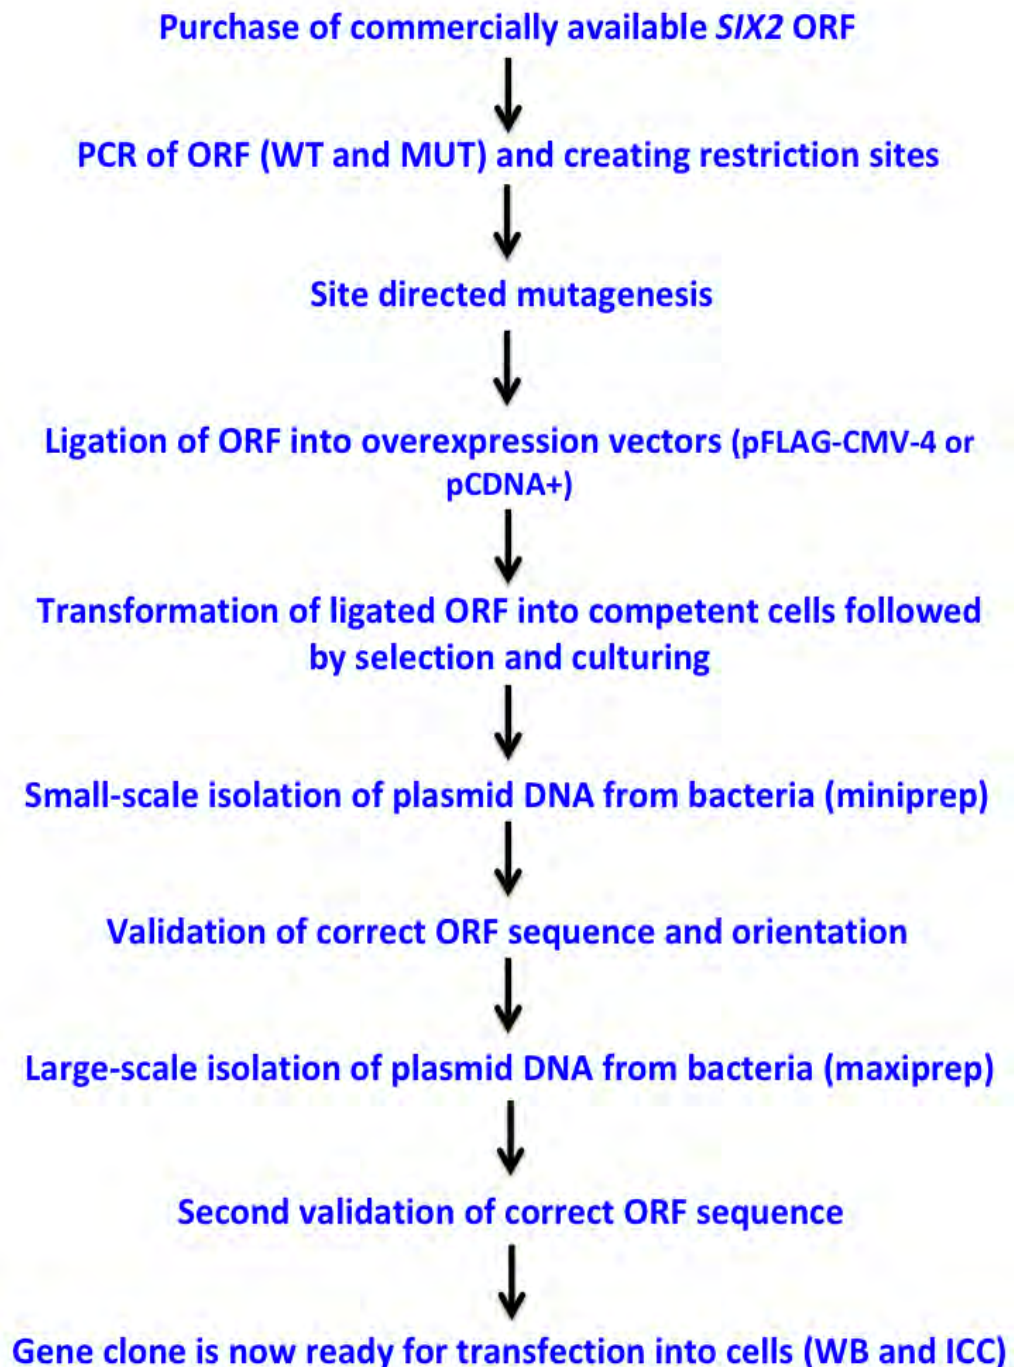 Purchase of commercially available SIX2 ORF
PCR of ORF (WT and MUT) and creating restriction sites
Site directed mutagenesis
Ligation of ORF into overexpression vectors (pFLAG-CMV-4 or
pCDNA+)
Transformation of ligated ORF into competent cells followed
by selection and culturing
Small-scale isolation of plasmid DNA from bacteria (miniprep)
Validation of correct ORF sequence and orientation
Large-scale isolation of plasmid DNA from bacteria (maxiprep)
Second validation of correct ORF sequence
Gene clone is now ready for transfection into cells (WB and ICC)